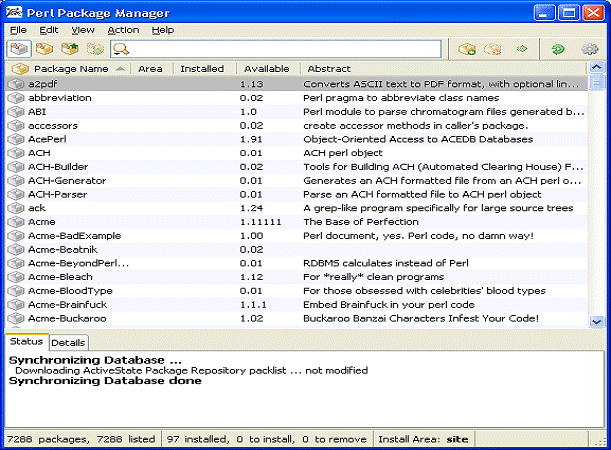 Perl Package Manager
File Edit View Action Help
Package Name Area Installed Available Abstract
a2pdf 1.13 Converts ASCII text to PDF format, with optional lin...
abbreviation 0.02 Perl pragma to abbreviate class names
ABI 1.0 Perl module to parse chromatogram files generated b...
accessors 0.02 create accessor methods in caller's package.
AcePerl 1.91 Object-Oriented Access to ACEDB Databases
ACH 0.01 ACH perl object
ACH-Builder 0.02 Tools for Building ACH (Automated Clearing House) F...
ACH-Generator 0.01 Generates an ACH formatted file from an ACH perl o...
ACH-Parser 0.01 Parse an ACH formatted file to ACH perl object
ack 1.24 A grep-like program specifically for large source trees
Acme 1.11111 The Base of Perfection
Acme-BadExample 1.00 Perl document, yes. Perl code, no damn way!
Acme-Beatnik 0.02
Acme-BeyondPerl... 0.01 RDBMS calculates instead of Perl
Acme-Bleach 1.12 For *really* clean programs
Acme-BloodType 0.01 For those obsessed with celebrities' blood types
Acme-Brainfuck 1.1.1 Embed Brainfuck in your perl code
Acme-Buckaroo 1.02 Buckaroo Banzai Characters Infest Your Code!
Status Details
Synchronizing Database ...
Downloading ActiveState Package Repository packlist ... not modified
Synchronizing Database done
7288 packages, 7288 listed 97 installed, 0 to install, 0 to remove Install Area: site